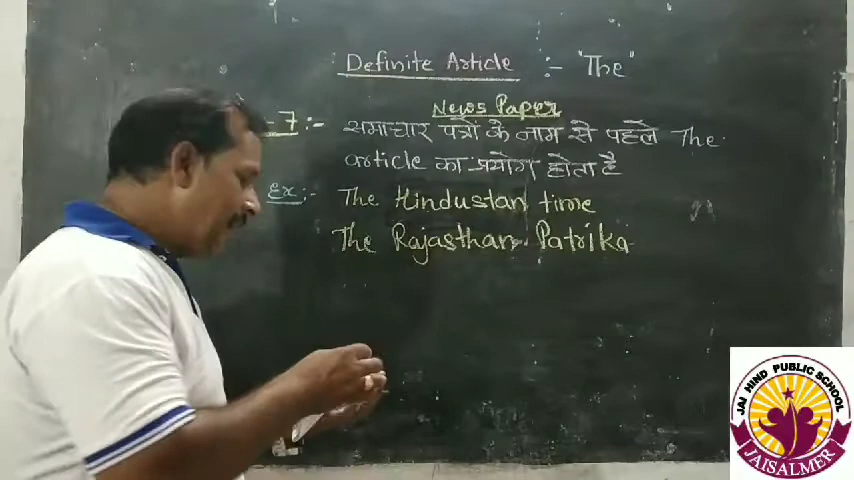 Definite Article :- "The"
News Paper
-7:- समाचार पत्रों के नाम से पहले The
article का प्रयोग होता है
Ex:- The Hindustan time
The Rajasthan Patrika
JAI HIND PUBLIC SCHOOL
JAISALMER